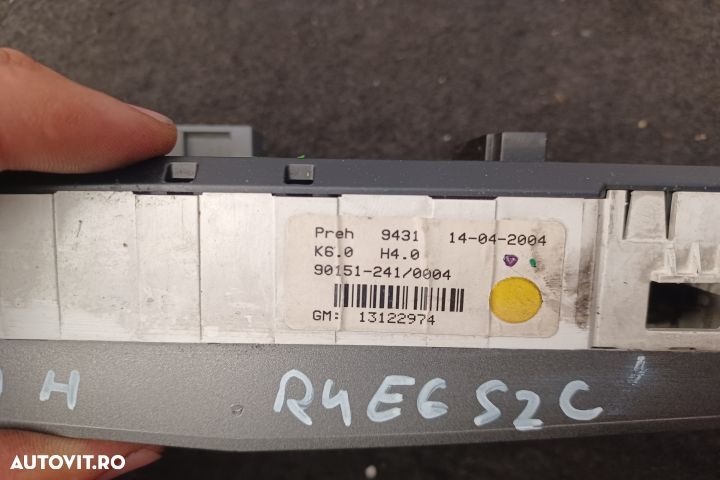 Preh 9431 14-04-2004
K6.0 H4.0
90151-241/0004
GM: 13122974
H R4E6 S2C
AUTOVIT.RO